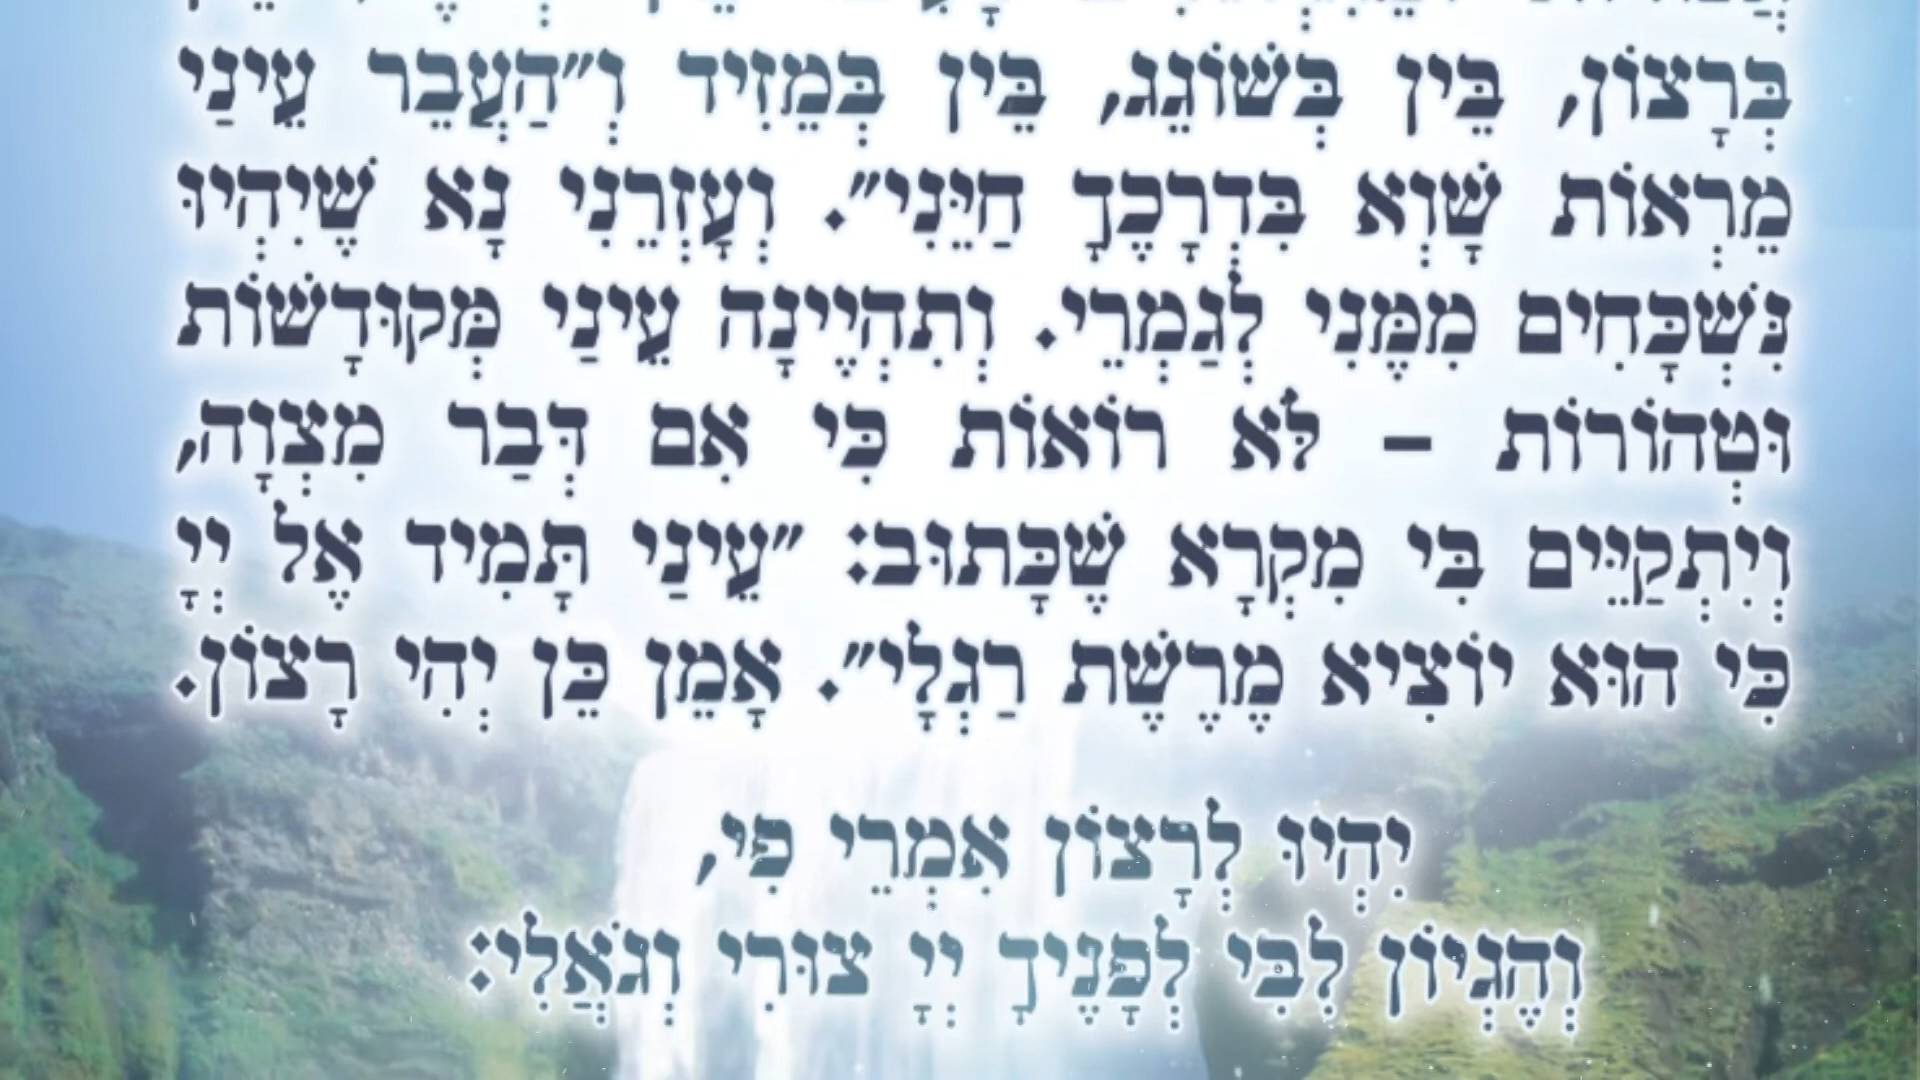 בְּרָצוֹן, בֵּין בְּשׁוֹגֵג, בֵּין בְּמֵזִיד וְ"הַעֲבֵר עֵינַי
מֵרְאוֹת שָׁוְא בִּדְרָכֶךָ חַיֵּנִי". וְעָזְרֵנִי נָא שֶׁיִהְיוּ
נִשְׁכָּחִים מִמֶּנִּי לְגַמְרֵי. וְתִהְיֶינָה עֵינַי מְּקוּדָשׁוֹת
וּטְהוֹרוֹת – לֹּא רוֹאוֹת כִּי אִם דְּבַר מִצְוָה,
וְיִתְקַיֵּים בִּי מִקְרָא שֶׁכָּתוּב: "עֵינַי תָּמִיד אֶל יְיָ
כִּי הוּא יוֹצִיא מֶרֶשֶׁת רַגְלָי". אָמֵן כֵּן יְהִי רָצוֹן.
יִהְיוּ לְרָצוֹן אִמְרֵי פִי,
וְהֶגְיוֹן לִבִּי לְפָנֶיךָ יְיָ צוּרִי וְגֹאֲלִי: